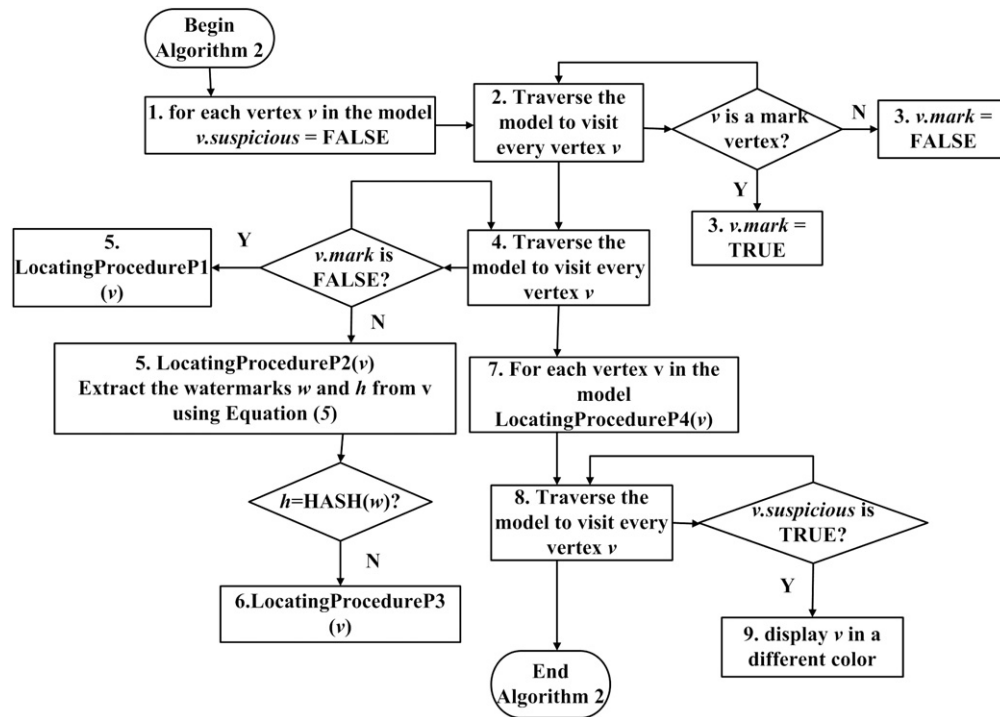 Begin
Algorithm 2
1. for each vertex v in the model
v.suspicious = FALSE
2. Traverse the
model to visit
every vertex v
v is a mark
vertex?
N
3. v.mark =
FALSE
Y
3. v.mark =
TRUE
4. Traverse the
model to visit every
vertex v
v.mark is
FALSE?
Y
5.
LocatingProcedureP1
(v)
N
5. LocatingProcedureP2(v)
Extract the watermarks w and h from v
using Equation (5)
h=HASH(w)?
N
6.LocatingProcedureP3
(v)
7. For each vertex v in the
model
LocatingProcedureP4(v)
8. Traverse the
model to visit every
vertex v
v.suspicious is
TRUE?
Y
9. display v in a
different color
End
Algorithm 2